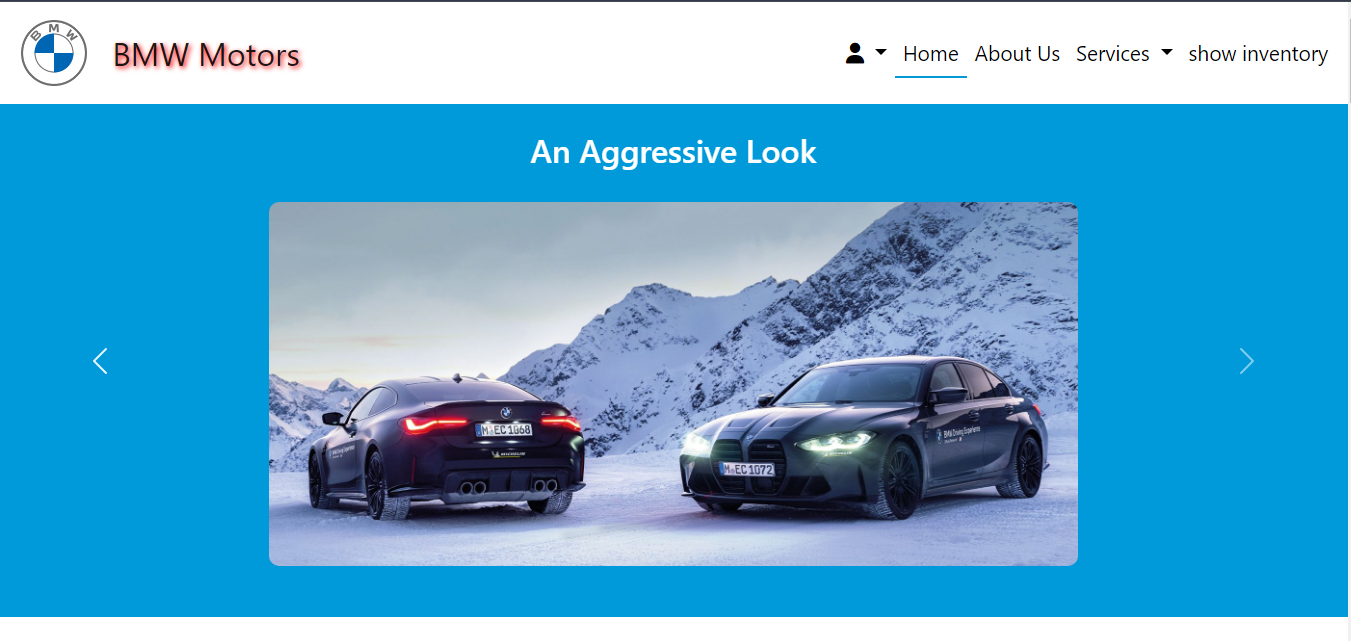 BMW
BMW Motors
Home
About Us
Services
show inventory
An Aggressive Look
M EC 1068
MICHELIN
M EC 1072
BMW Driving Experience